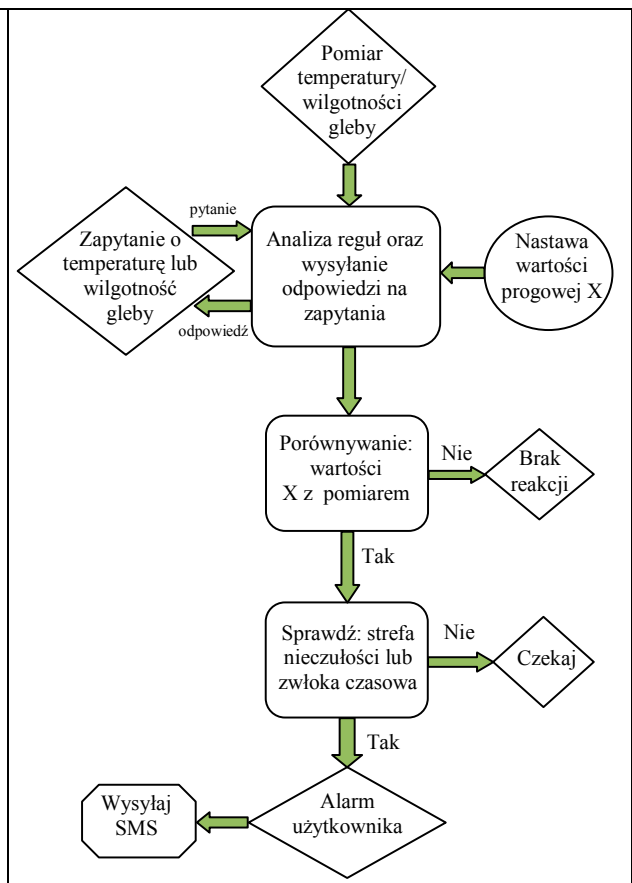 Pomiar
temperatury/
wilgotności
gleby
pytanie
Zapytanie o
temperaturę lub
wilgotność
gleby
odpowiedź
Analiza reguł oraz
wysyłanie
odpowiedzi na
zapytania
Nastawa
wartości
progowej X
Porównywanie:
wartości
X z pomiarem
Nie
Brak
reakcji
Tak
Sprawdź: strefa
nieczułości lub
zwłoka czasowa
Nie
Czekaj
Tak
Alarm
użytkownika
Wysyłaj
SMS